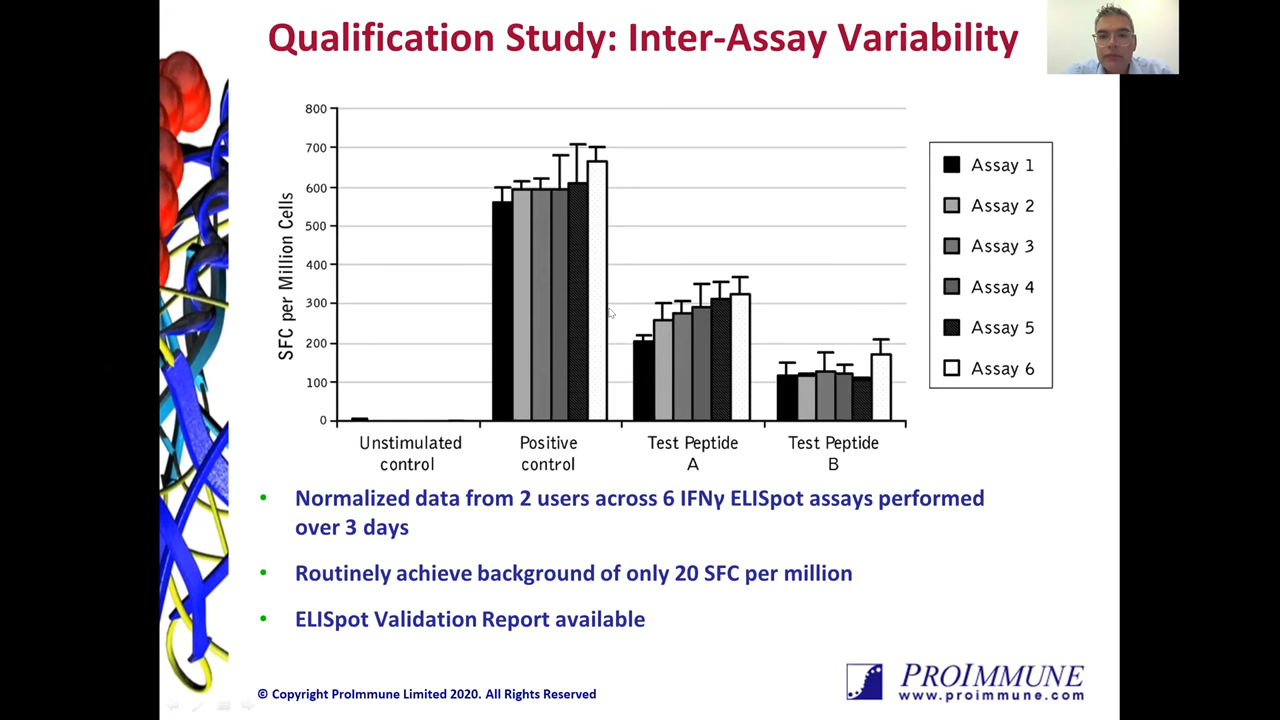 Qualification Study: Inter-Assay Variability
800
700
600
500
400
300
200
100
0
SFC per Million Cells
Unstimulated control
Positive control
Test Peptide A
Test Peptide B
Assay 1
Assay 2
Assay 3
Assay 4
Assay 5
Assay 6
• Normalized data from 2 users across 6 IFNγ ELISpot assays performed
over 3 days
• Routinely achieve background of only 20 SFC per million
• ELISpot Validation Report available
© Copyright ProImmune Limited 2020. All Rights Reserved
PROIMMUNE
www.proimmune.com